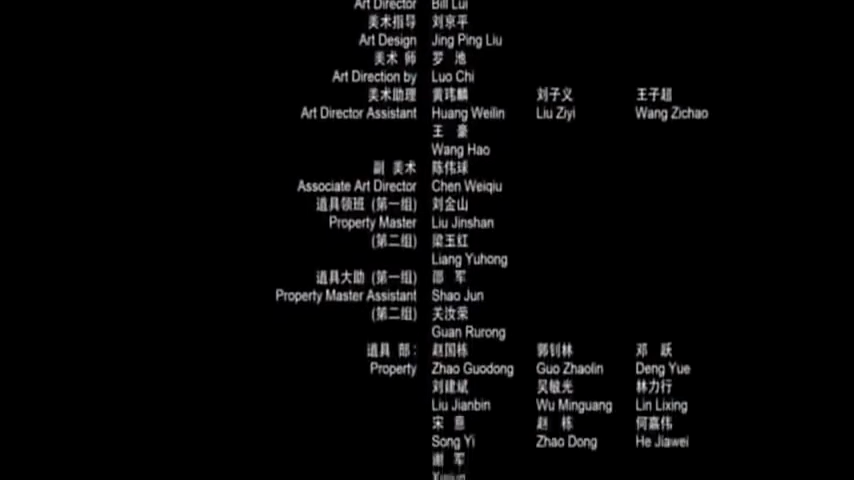 Art Director Bill Lui
美术指导 刘京平
Art Design Jing Ping Liu
美术 师 罗 池
Art Direction by Luo Chi
美术助理 黄玮麟 刘子义 王子超
Art Director Assistant Huang Weilin Liu Ziyi Wang Zichao
王 豪
Wang Hao
副 美术 陈伟球
Associate Art Director Chen Weiqiu
道具领班 (第一组) 刘金山
Property Master Liu Jinshan
(第二组) 梁玉红
Liang Yuhong
道具大助 (第一组) 邵 军
Property Master Assistant Shao Jun
(第二组) 关汝荣
Guan Rurong
道具 部: 赵国栋 郭钊林 邓 跃
Property Zhao Guodong Guo Zhaolin Deng Yue
刘建斌 吴敏光 林力行
Liu Jianbin Wu Minguang Lin Lixing
宋 意 赵 栋 何嘉伟
Song Yi Zhao Dong He Jiawei
谢 军